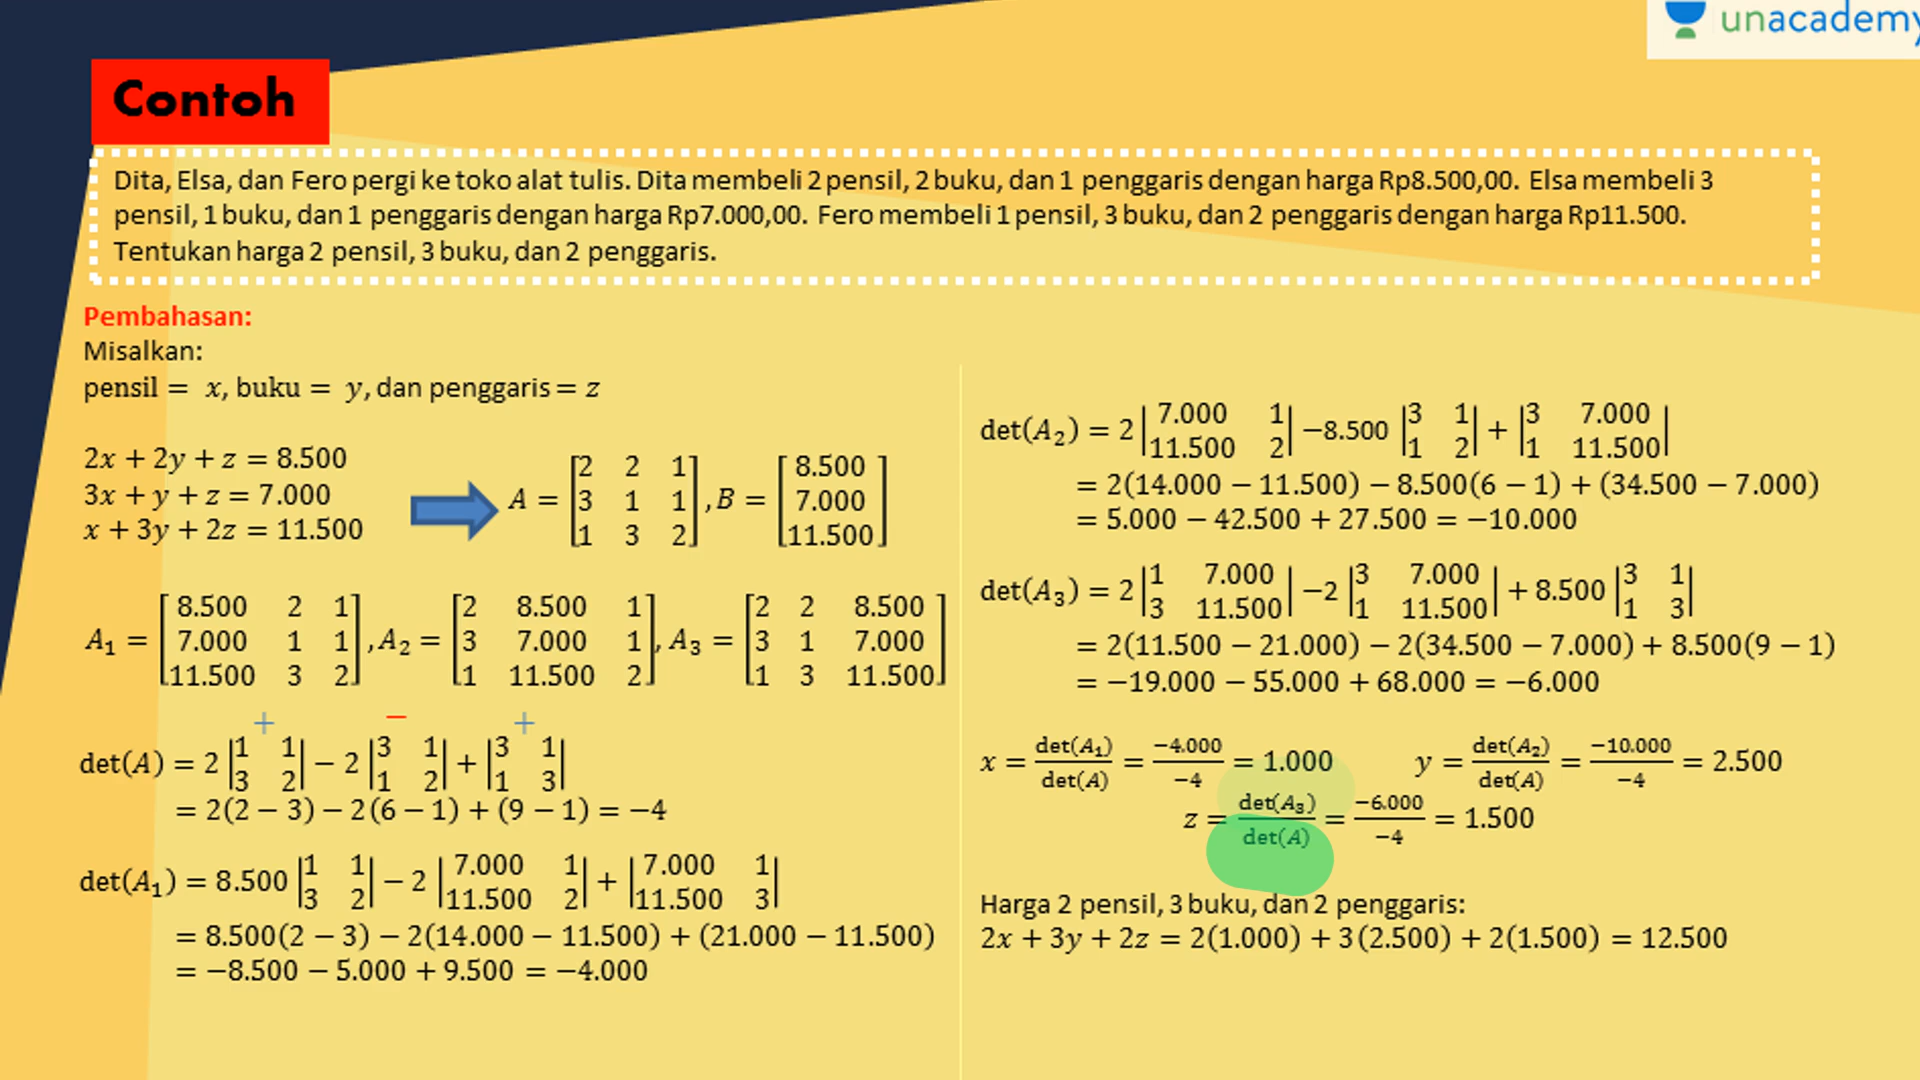 unacademy
Contoh
Dita, Elsa, dan Fero pergi ke toko alat tulis. Dita membeli 2 pensil, 2 buku, dan 1 penggaris dengan harga Rp8.500,00. Elsa membeli 3
pensil, 1 buku, dan 1 penggaris dengan harga Rp7.000,00. Fero membeli 1 pensil, 3 buku, dan 2 penggaris dengan harga Rp11.500.
Tentukan harga 2 pensil, 3 buku, dan 2 penggaris.
Pembahasan:
Misalkan:
pensil = x, buku = y, dan penggaris = z
2x + 2y + z = 8.500
3x + y + z = 7.000
x + 3y + 2z = 11.500
A = [2 2 1; 3 1 1; 1 3 2], B = [8.500; 7.000; 11.500]
A₁ = [8.500 2 1; 7.000 1 1; 11.500 3 2], A₂ = [2 8.500 1; 3 7.000 1; 1 11.500 2], A₃ = [2 2 8.500; 3 1 7.000; 1 3 11.500]
+ − +
det(A) = 2 |1 1; 3 2| − 2 |3 1; 1 2| + |3 1; 1 3|
= 2(2 − 3) − 2(6 − 1) + (9 − 1) = −4
det(A₁) = 8.500 |1 1; 3 2| − 2 |7.000 1; 11.500 2| + |7.000 1; 11.500 3|
= 8.500(2 − 3) − 2(14.000 − 11.500) + (21.000 − 11.500)
= −8.500 − 5.000 + 9.500 = −4.000
det(A₂) = 2 |7.000 1; 11.500 2| −8.500 |3 1; 1 2| + |3 7.000; 1 11.500|
= 2(14.000 − 11.500) − 8.500(6 − 1) + (34.500 − 7.000)
= 5.000 − 42.500 + 27.500 = −10.000
det(A₃) = 2 |1 7.000; 3 11.500| −2 |3 7.000; 1 11.500| + 8.500 |3 1; 1 3|
= 2(11.500 − 21.000) − 2(34.500 − 7.000) + 8.500(9 − 1)
= −19.000 − 55.000 + 68.000 = −6.000
x = det(A₁)/det(A) = −4.000/−4 = 1.000 y = det(A₂)/det(A) = −10.000/−4 = 2.500
z = det(A₃)/det(A) = −6.000/−4 = 1.500
Harga 2 pensil, 3 buku, dan 2 penggaris:
2x + 3y + 2z = 2(1.000) + 3(2.500) + 2(1.500) = 12.500